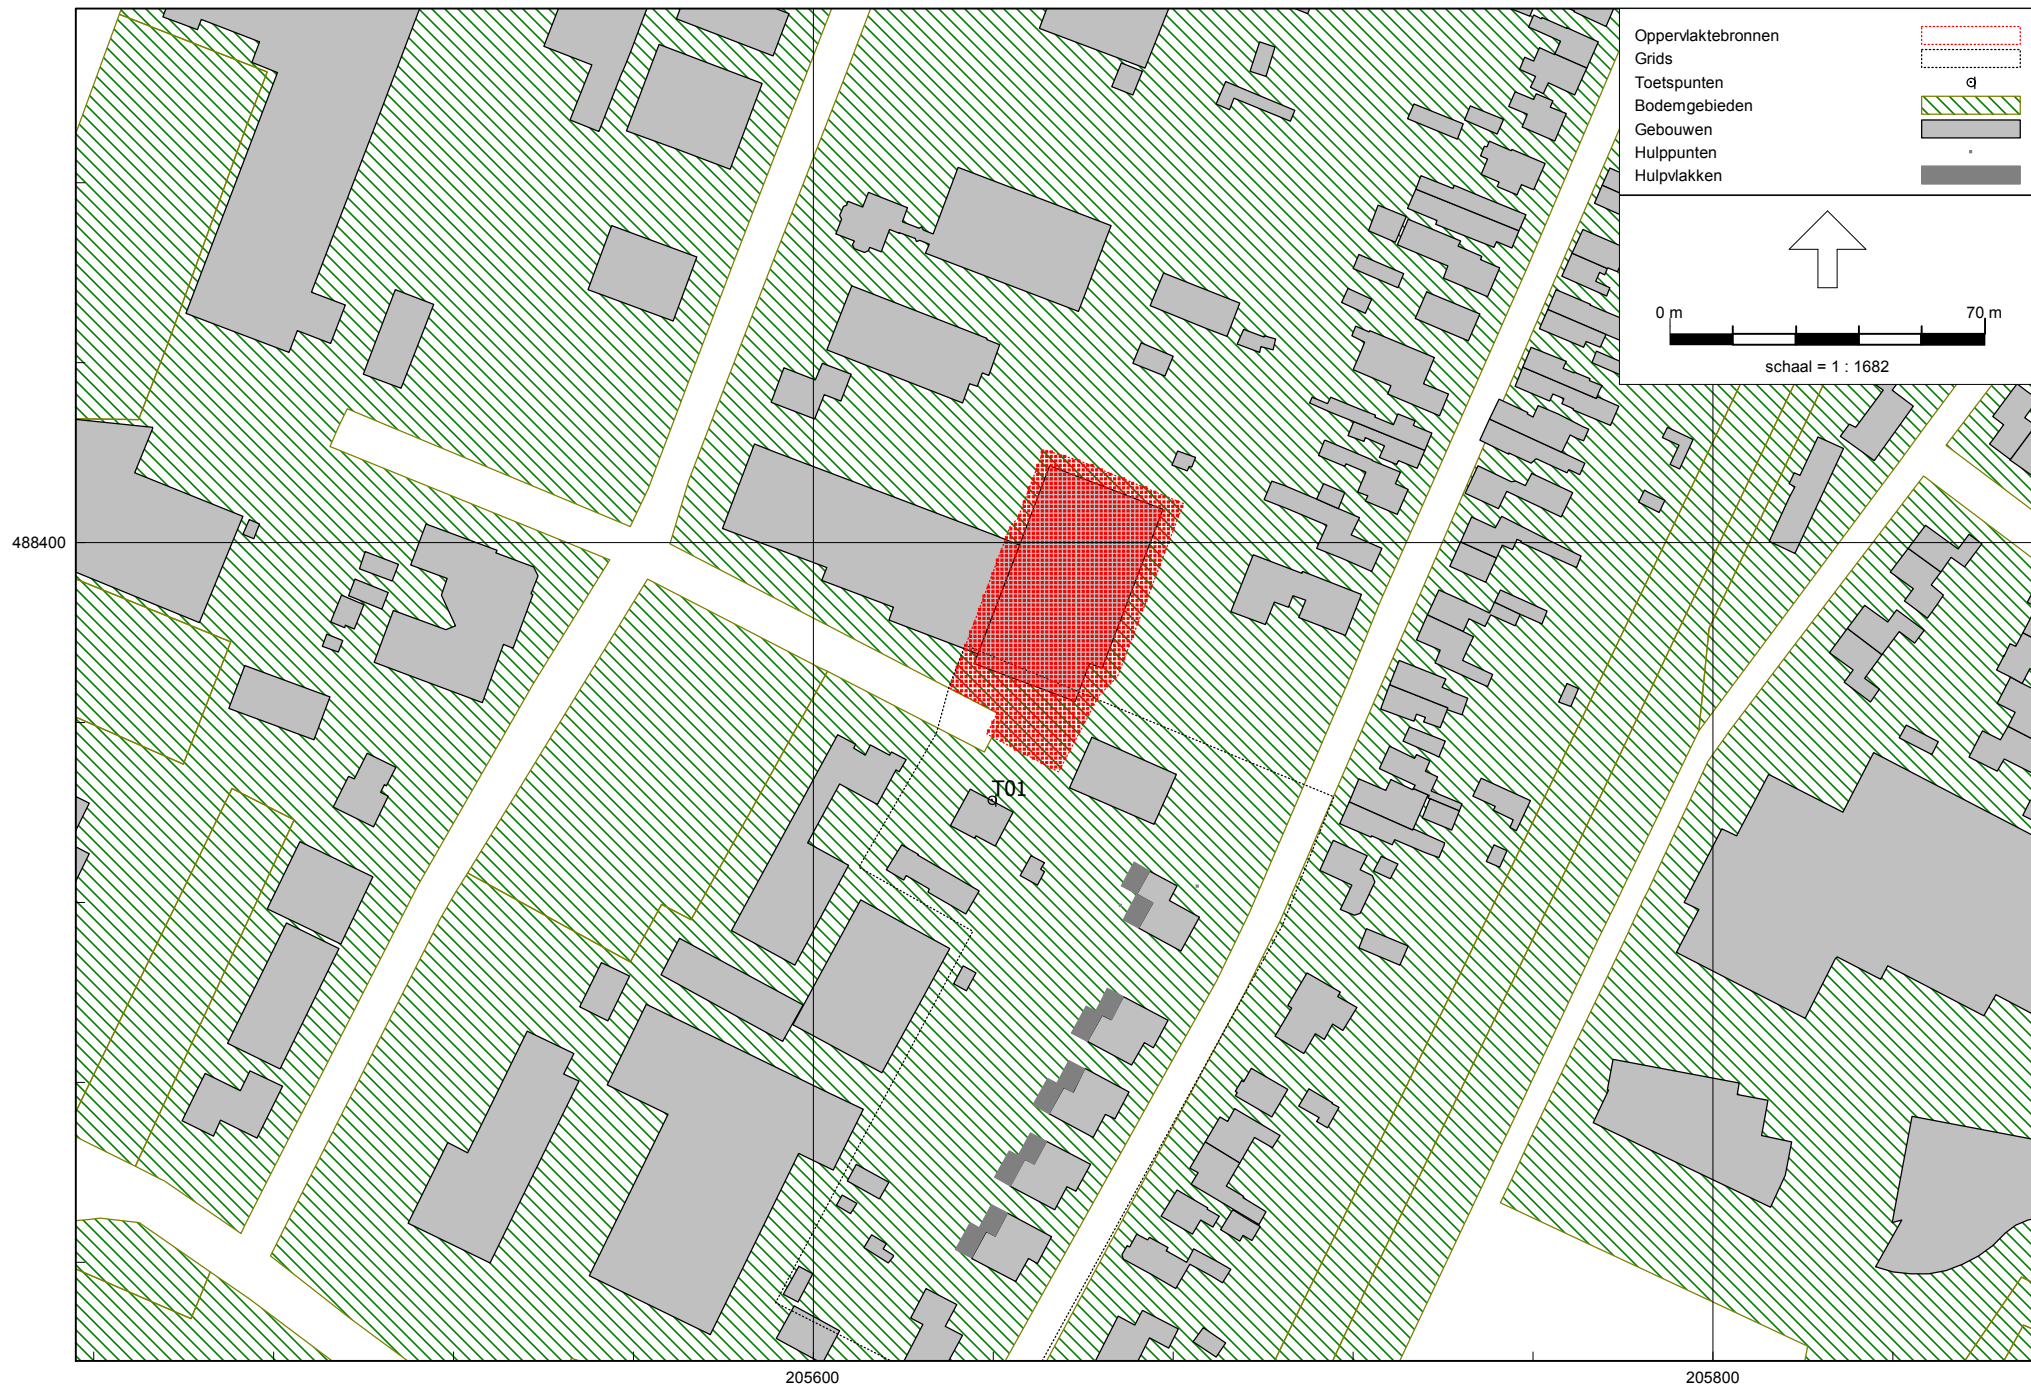 Oppervlaktebronnen
Grids
Toetspunten
Bodemgebieden
Gebouwen
Hulppunten
Hulpvlakken
0 m 70 m
schaal = 1 : 1682
488400
T01
205600 205800